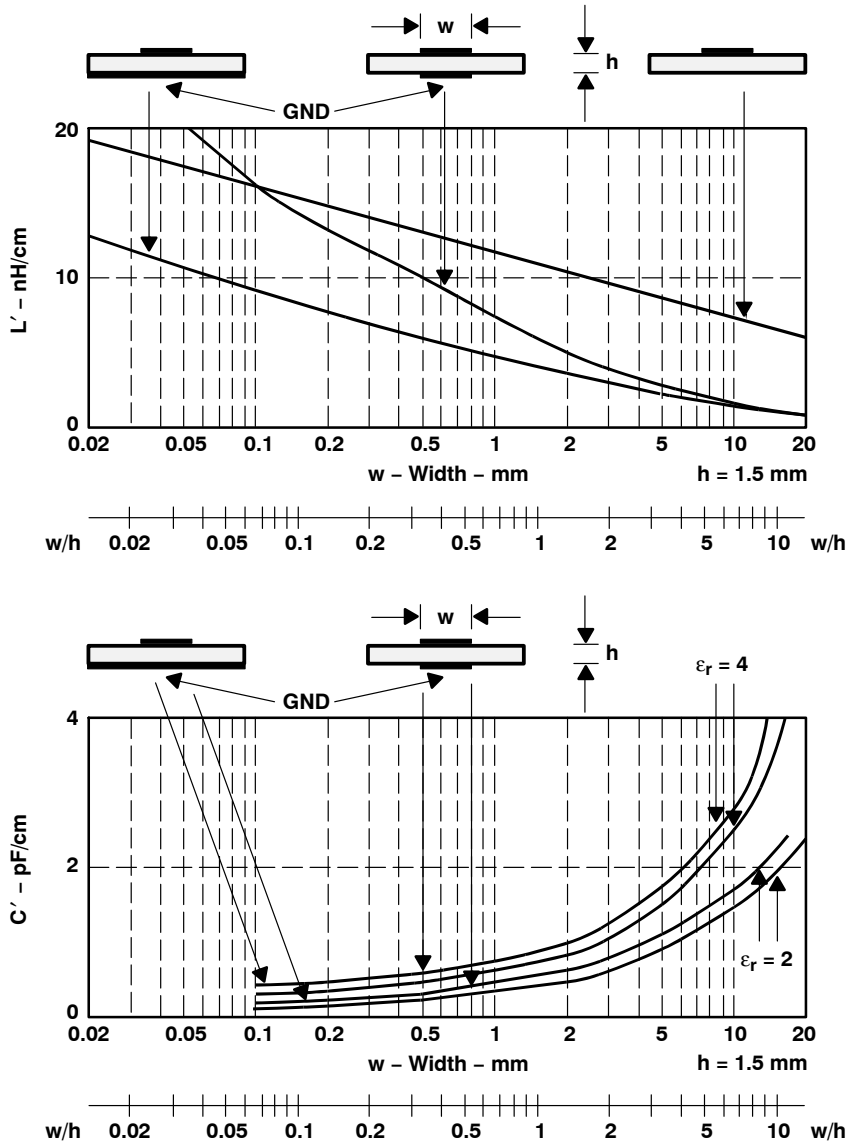 w
h
GND
20
10
0
L′ – nH/cm
0.02 0.05 0.1 0.2 0.5 1 2 5 10 20
w – Width – mm h = 1.5 mm
w/h 0.02 0.05 0.1 0.2 0.5 1 2 5 10 w/h
w
h
εr = 4
GND
4
2
0
C′ – pF/cm
εr = 2
0.02 0.05 0.1 0.2 0.5 1 2 5 10 20
w – Width – mm h = 1.5 mm
w/h 0.02 0.05 0.1 0.2 0.5 1 2 5 10 w/h